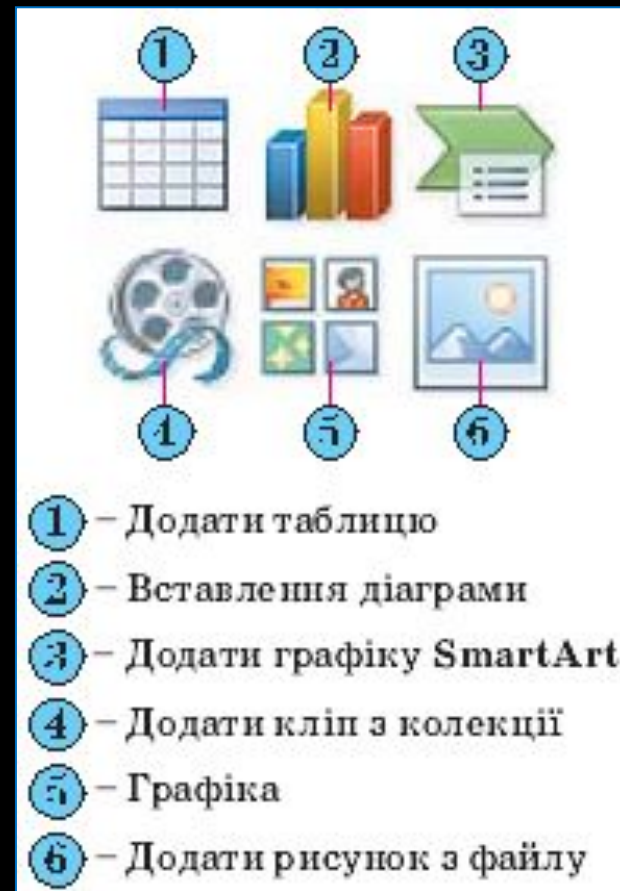 1 2 3
4 5 6
1 – Додати таблицю
2 – Вставлення діаграми
3 – Додати графіку SmartArt
4 – Додати кліп з колекції
5 – Графіка
6 – Додати рисунок з файлу